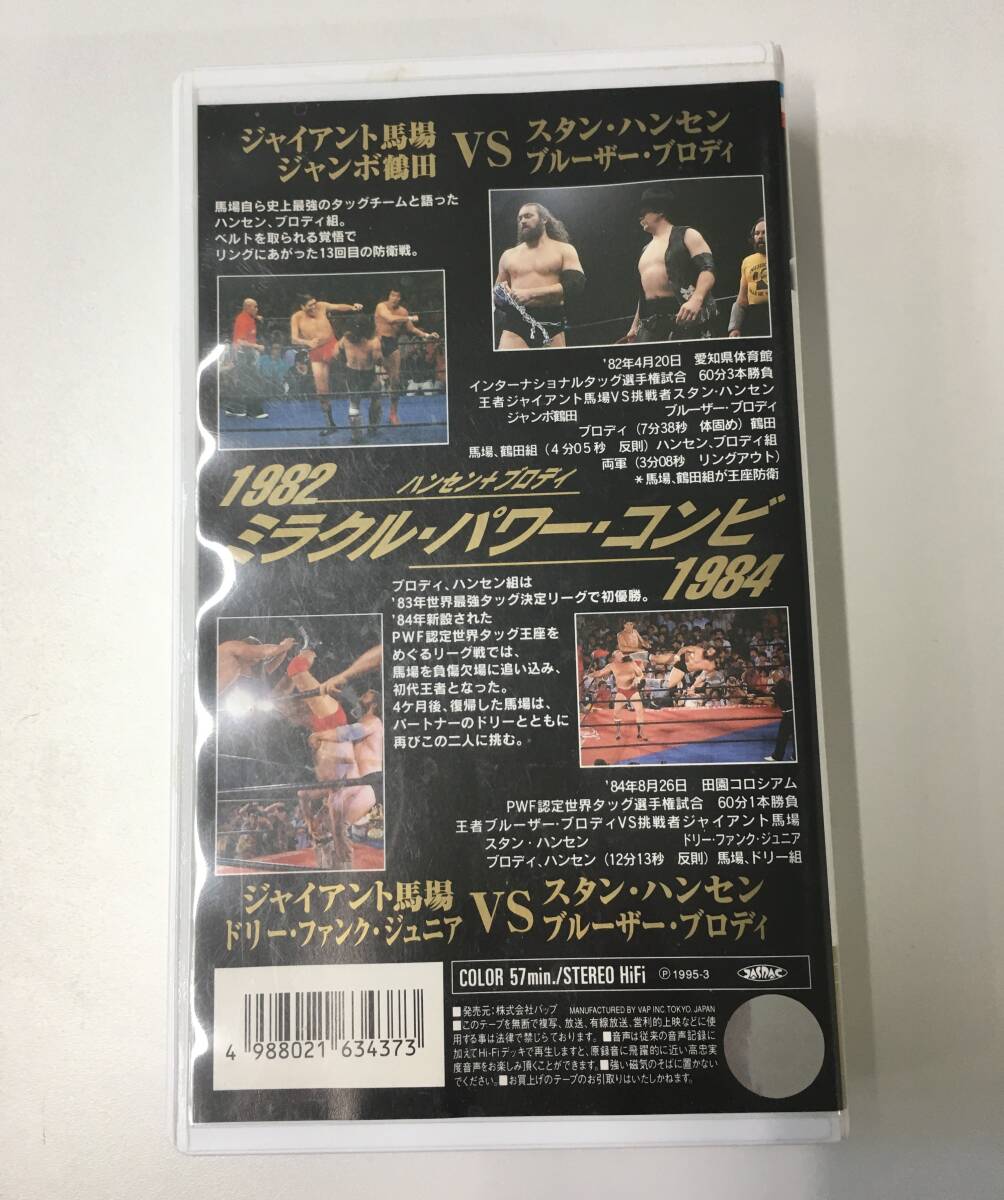 ジャイアント馬場
ジャンボ鶴田
VS
スタン・ハンセン
ブルーザー・ブロディ
馬場自ら史上最強のタッグチームと語った
ハンセン、ブロディ組。
ベルトを取られる覚悟で
リングにあがった13回目の防衛戦。
'82年4月20日 愛知県体育館
インターナショナルタッグ選手権試合 60分3本勝負
王者ジャイアント馬場VS挑戦者スタン・ハンセン
ジャンボ鶴田 ブルーザー・ブロディ
ブロディ(7分38秒 体固め)鶴田
馬場、鶴田組(4分05秒 反則)ハンセン、ブロディ組
両軍(3分08秒 リングアウト)
*馬場、鶴田組が王座防衛
1982
ハンセン+ブロディ
ミラクル・パワー・コンビ
1984
ブロディ、ハンセン組は
'83年世界最強タッグ決定リーグで初優勝。
'84年新設された
PWF認定世界タッグ王座を
めぐるリーグ戦では、
馬場を負傷欠場に追い込み、
初代王者となった。
4ケ月後、復帰した馬場は、
パートナーのドリーとともに
再びこの二人に挑む。
'84年8月26日 田園コロシアム
PWF認定世界タッグ選手権試合 60分1本勝負
王者ブルーザー・ブロディVS挑戦者ジャイアント馬場
スタン・ハンセン ドリー・ファンク・ジュニア
ブロディ、ハンセン(12分13秒 反則)馬場、ドリー組
ジャイアント馬場
ドリー・ファンク・ジュニア
VS
スタン・ハンセン
ブルーザー・ブロディ
4 988021 634373
COLOR 57min./STEREO HiFi
Ⓟ1995-3
JASRAC
■発売元:株式会社バップ MANUFACTURED BY VAP INC. TOKYO. JAPAN
■このテープを無断で複写、放送、有線放送、営利的上映などに使
用する事は法律で禁じられております。■音声は従来の音声記録に
加えてHi-Fiデッキで再生しますと、原録音に飛躍的に近い高忠実
度音声をお楽しみ頂くことができます。■強い磁気のそばに置かない
でください。■お買上げのテープのお引取りはいたしかねます。